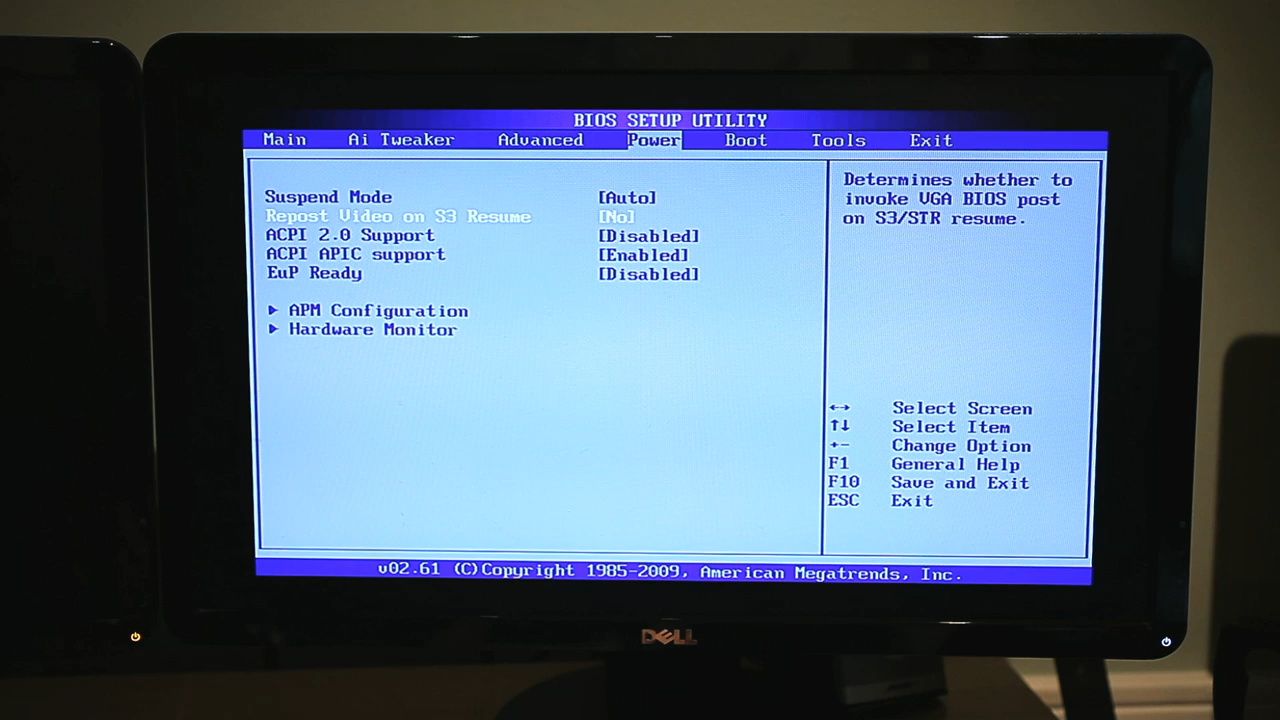 BIOS SETUP UTILITY
Main Ai Tweaker Advanced Power Boot Tools Exit
Suspend Mode [Auto]
Repost Video on S3 Resume [No]
ACPI 2.0 Support [Disabled]
ACPI APIC support [Enabled]
EuP Ready [Disabled]
▶ APM Configuration
▶ Hardware Monitor
Determines whether to
invoke VGA BIOS post
on S3/STR resume.
←→ Select Screen
↑↓ Select Item
+- Change Option
F1 General Help
F10 Save and Exit
ESC Exit
v02.61 (C)Copyright 1985-2009, American Megatrends, Inc.
DELL